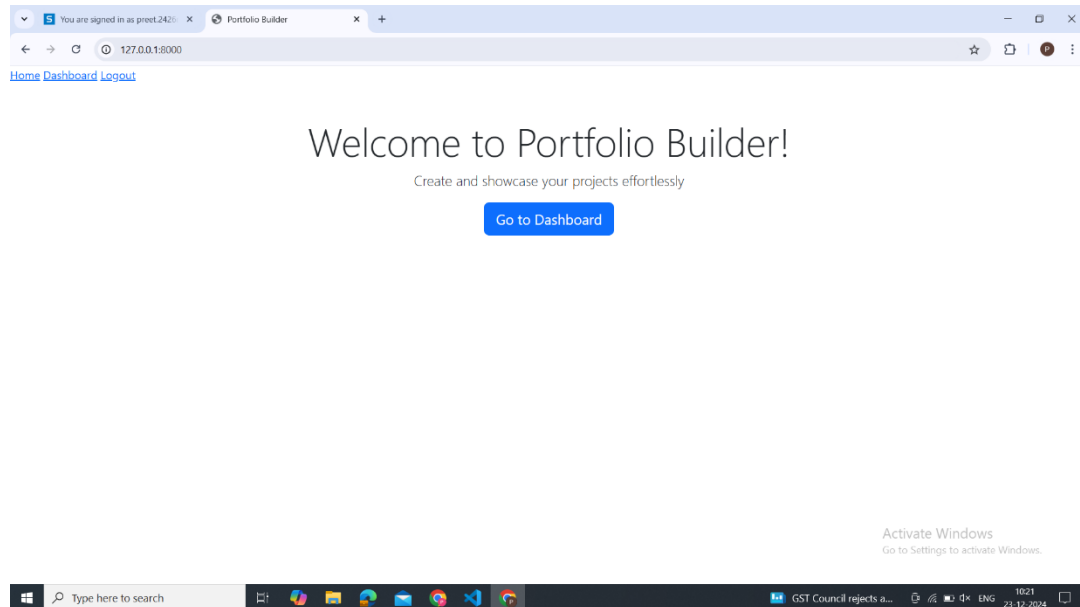 You are signed in as preet.2426
Portfolio Builder
127.0.0.1:8000
P
Home Dashboard Logout
Welcome to Portfolio Builder!
Create and showcase your projects effortlessly
Go to Dashboard
Activate Windows
Go to Settings to activate Windows.
Type here to search
GST Council rejects a...
ENG
10:21
23-12-2024